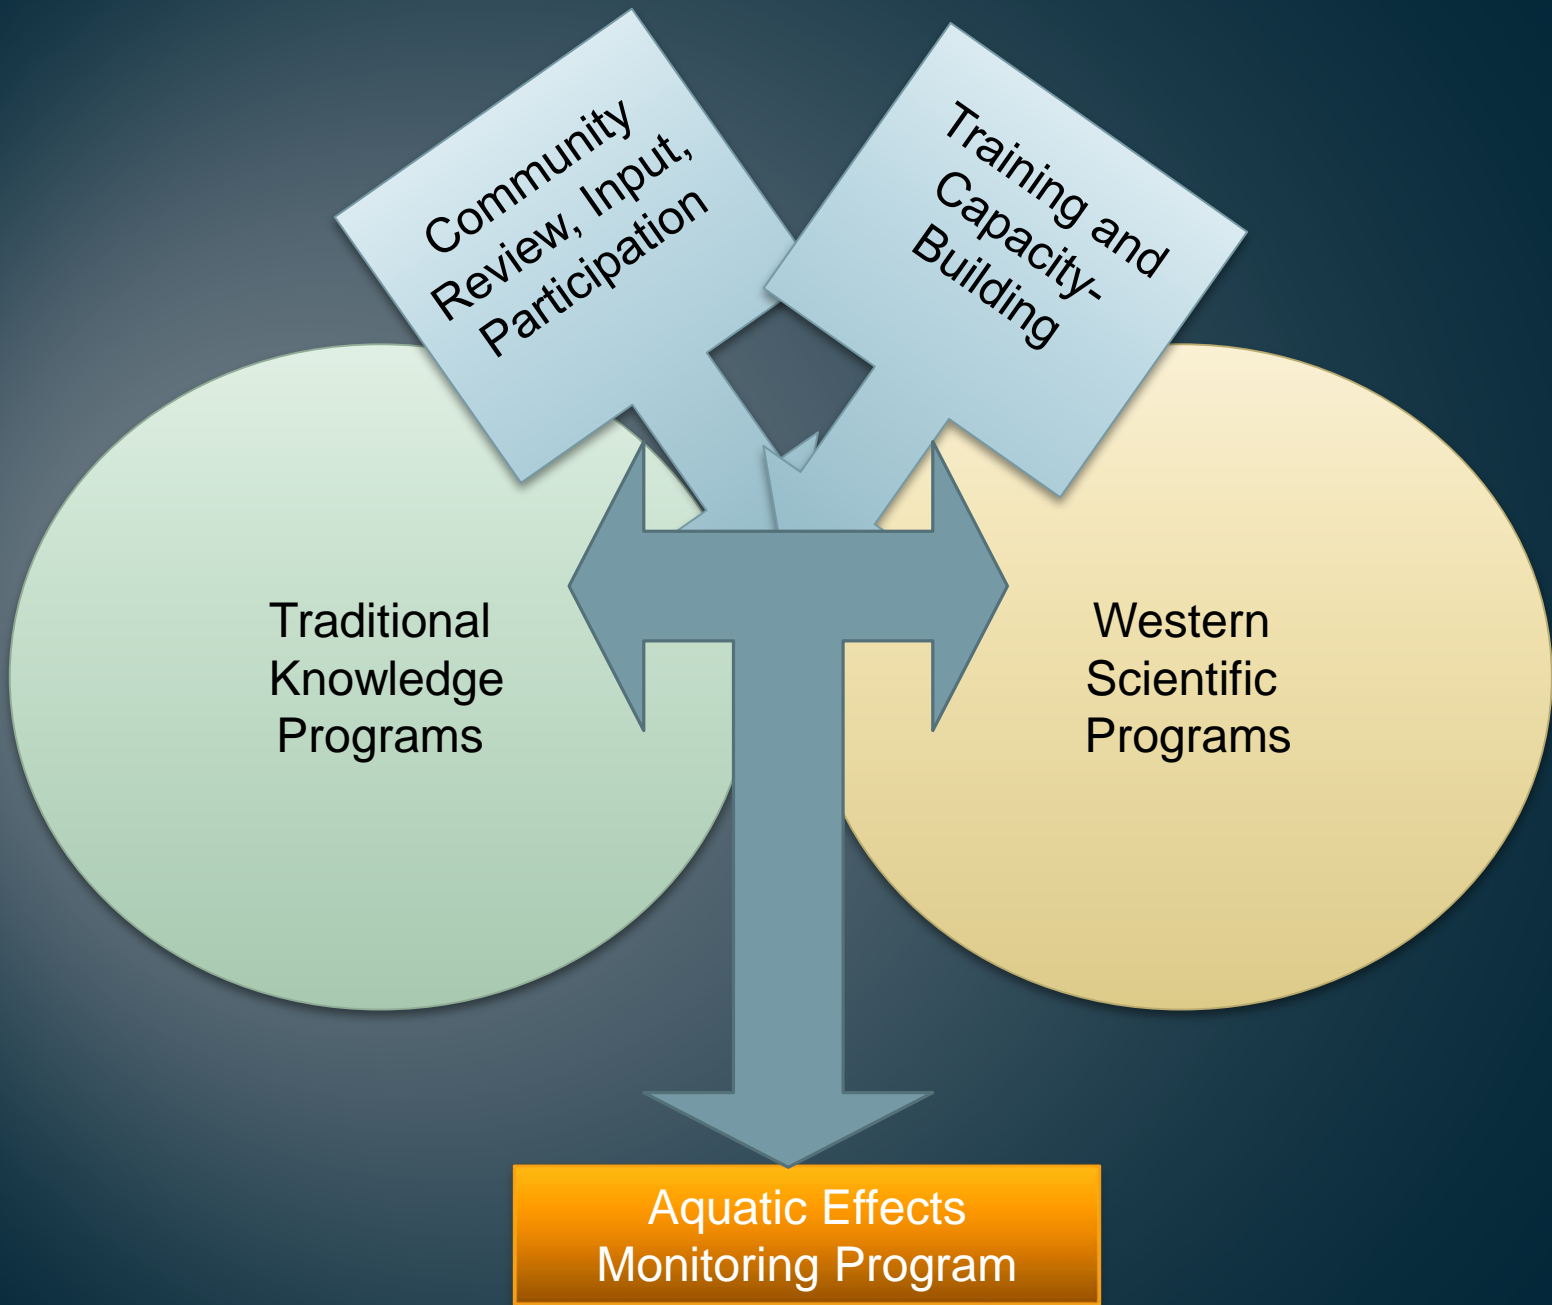 Community
Review, Input,
Participation
Training and
Capacity-
Building
Traditional
Knowledge
Programs
Western
Scientific
Programs
Aquatic Effects
Monitoring Program